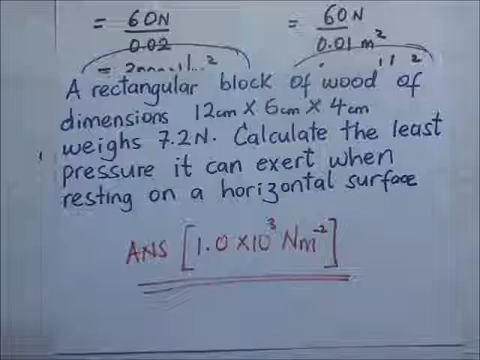 = 60N / 0.02
= 60N / 0.01 m²
A rectangular block of wood of
dimensions 12cm X 6cm X 4cm
weighs 7.2N. Calculate the least
pressure it can exert when
resting on a horizontal surface
ANS [1.0 X10³ Nm⁻²]